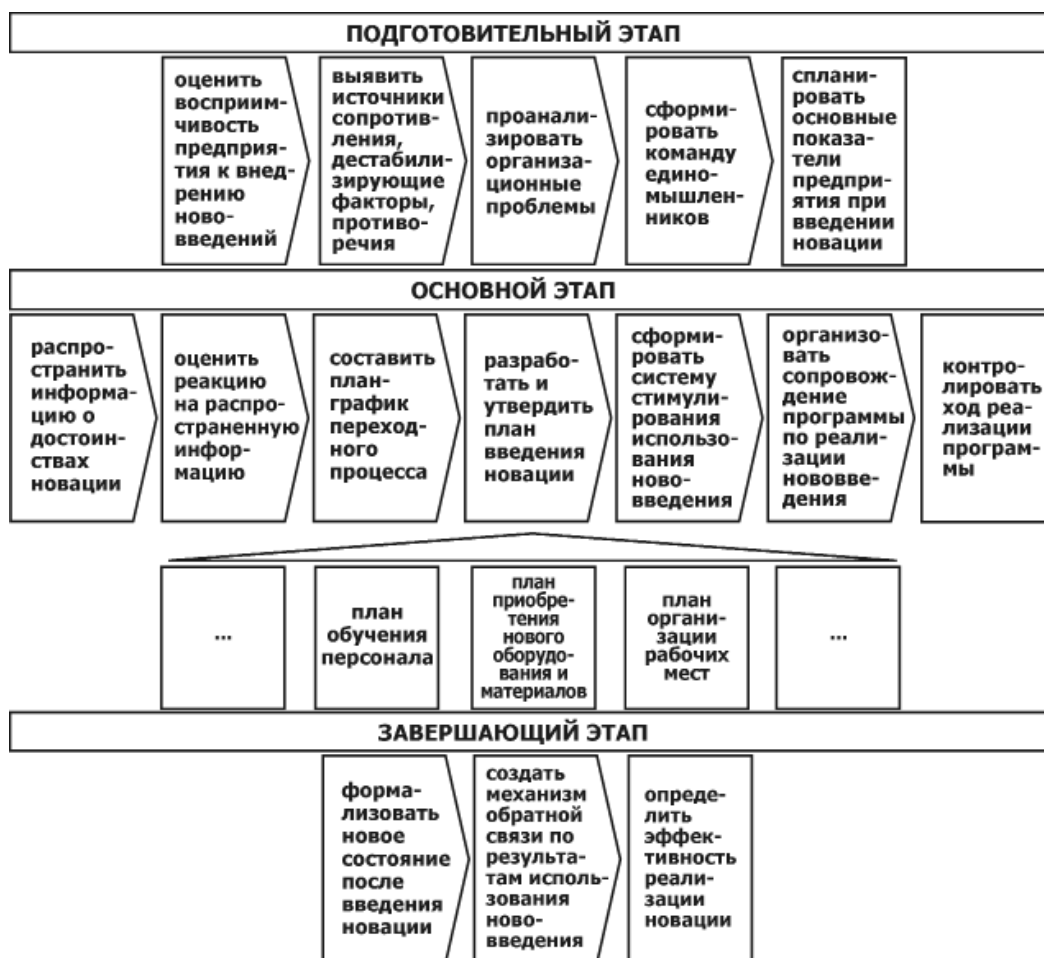 ПОДГОТОВИТЕЛЬНЫЙ ЭТАП
оценить
восприим-
чивость
предприя-
тия к внед-
рению
ново-
введений
выявить
источники
сопротив-
ления,
дестабили-
зирующие
факторы,
противо-
речия
проанали-
зировать
организа-
ционные
проблемы
сформи-
ровать
команду
едино-
мышлен-
ников
сплани-
ровать
основные
показа-
тели
предпри-
ятия при
введении
новации
ОСНОВНОЙ ЭТАП
распро-
странить
информа-
цию о
достоин-
ствах
новации
оценить
реакцию
на распро-
страненную
инфор-
мацию
составить
план-
график
переход-
ного
процесса
разрабо-
тать и
утвердить
план
введения
новации
сформи-
ровать
систему
стимули-
рования
использо-
вания
ново-
введения
организо-
вать
сопровож-
дение
программы
по реали-
зации
нововве-
дения
контро-
лировать
ход реа-
лизации
програм-
мы
...
план
обучения
персонала
план
приобре-
тения
нового
оборудо-
вания и
материалов
план
органи-
зации
рабочих
мест
...
ЗАВЕРШАЮЩИЙ ЭТАП
форма-
лизовать
новое
состояние
после
введения
новации
создать
механизм
обратной
связи по
результа-
там исполь-
зования
ново-
введения
опреде-
лить
эффек-
тивность
реали-
зации
новации